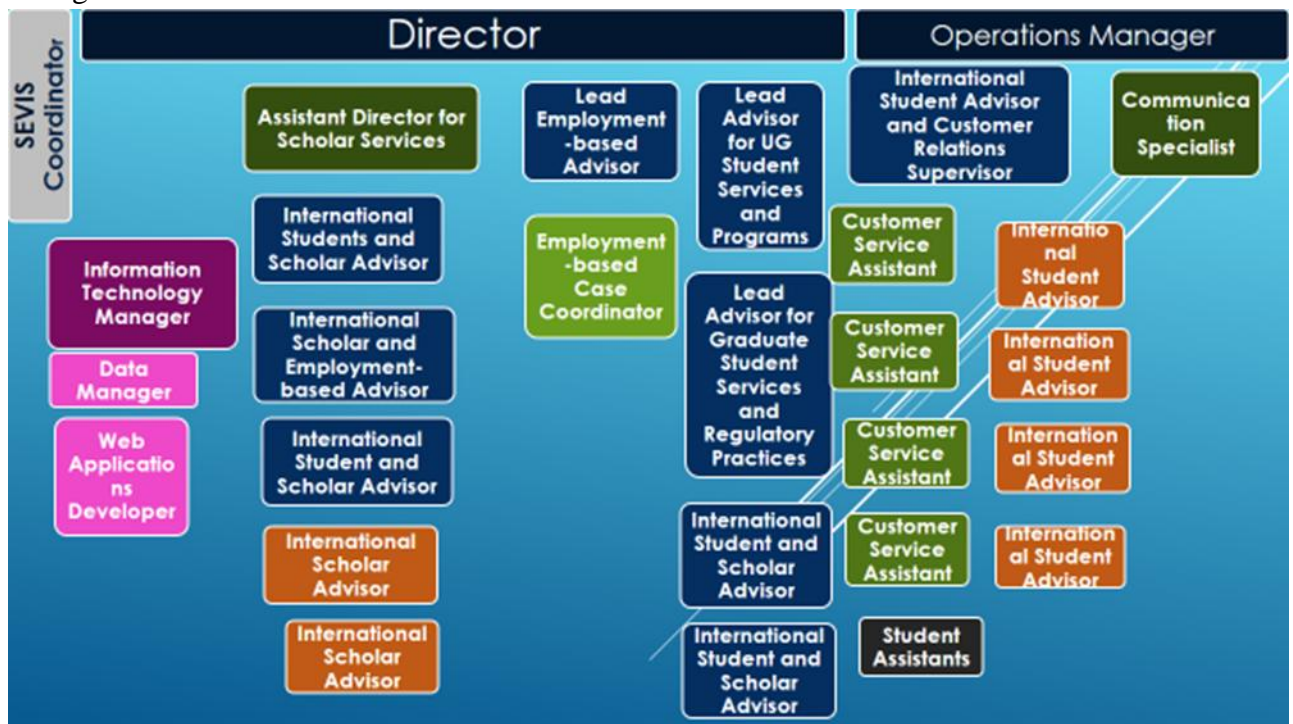 SEVIS
Coordinator
Director
Operations Manager
Information
Technology
Manager
Data
Manager
Web
Applicatio
ns
Developer
Assistant Director for
Scholar Services
International
Students and
Scholar Advisor
International
Scholar and
Employment-
based Advisor
International
Student and
Scholar Advisor
International
Scholar
Advisor
International
Scholar
Advisor
Lead
Employment
-based
Advisor
Employment
-based
Case
Coordinator
Lead
Advisor
for UG
Student
Services
and
Programs
Lead
Advisor for
Graduate
Student
Services
and
Regulatory
Practices
International
Student and
Scholar
Advisor
International
Student and
Scholar
Advisor
International
Student Advisor
and Customer
Relations
Supervisor
Customer
Service
Assistant
Customer
Service
Assistant
Customer
Service
Assistant
Customer
Service
Assistant
Student
Assistants
Communica
tion
Specialist
Internatio
nal
Student
Advisor
Internation
al Student
Advisor
Internation
al Student
Advisor
Internation
al Student
Advisor